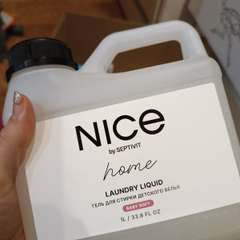 NICE
by SEPTIVIT
home
LAUNDRY LIQUID
ГЕЛЬ ДЛЯ СТИРКИ ДЕТСКОГО БЕЛЬЯ
BABY SOFT
1L / 33.8 FL OZ